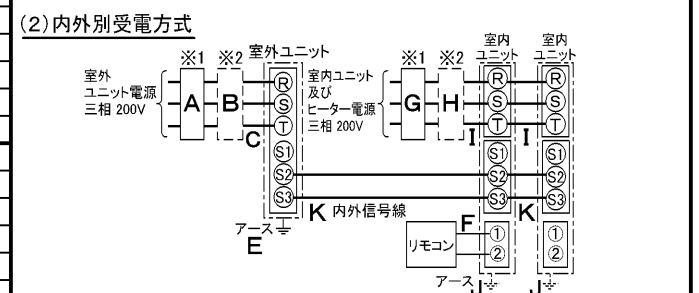 (2)内外別受電方式
※1 ※2 室外ユニット
室外
ユニット電源
三相 200V
A B C
R
S
T
S1
S2
S3
アース
E
※1 ※2
室内ユニット
及び
ヒーター電源
三相 200V
G H I I
室内
ユニット
R
S
T
S1
S2
S3
①
②
室内
ユニット
R
S
T
S1
S2
S3
①
②
K 内外信号線
K
F
リモコン
アース
J J